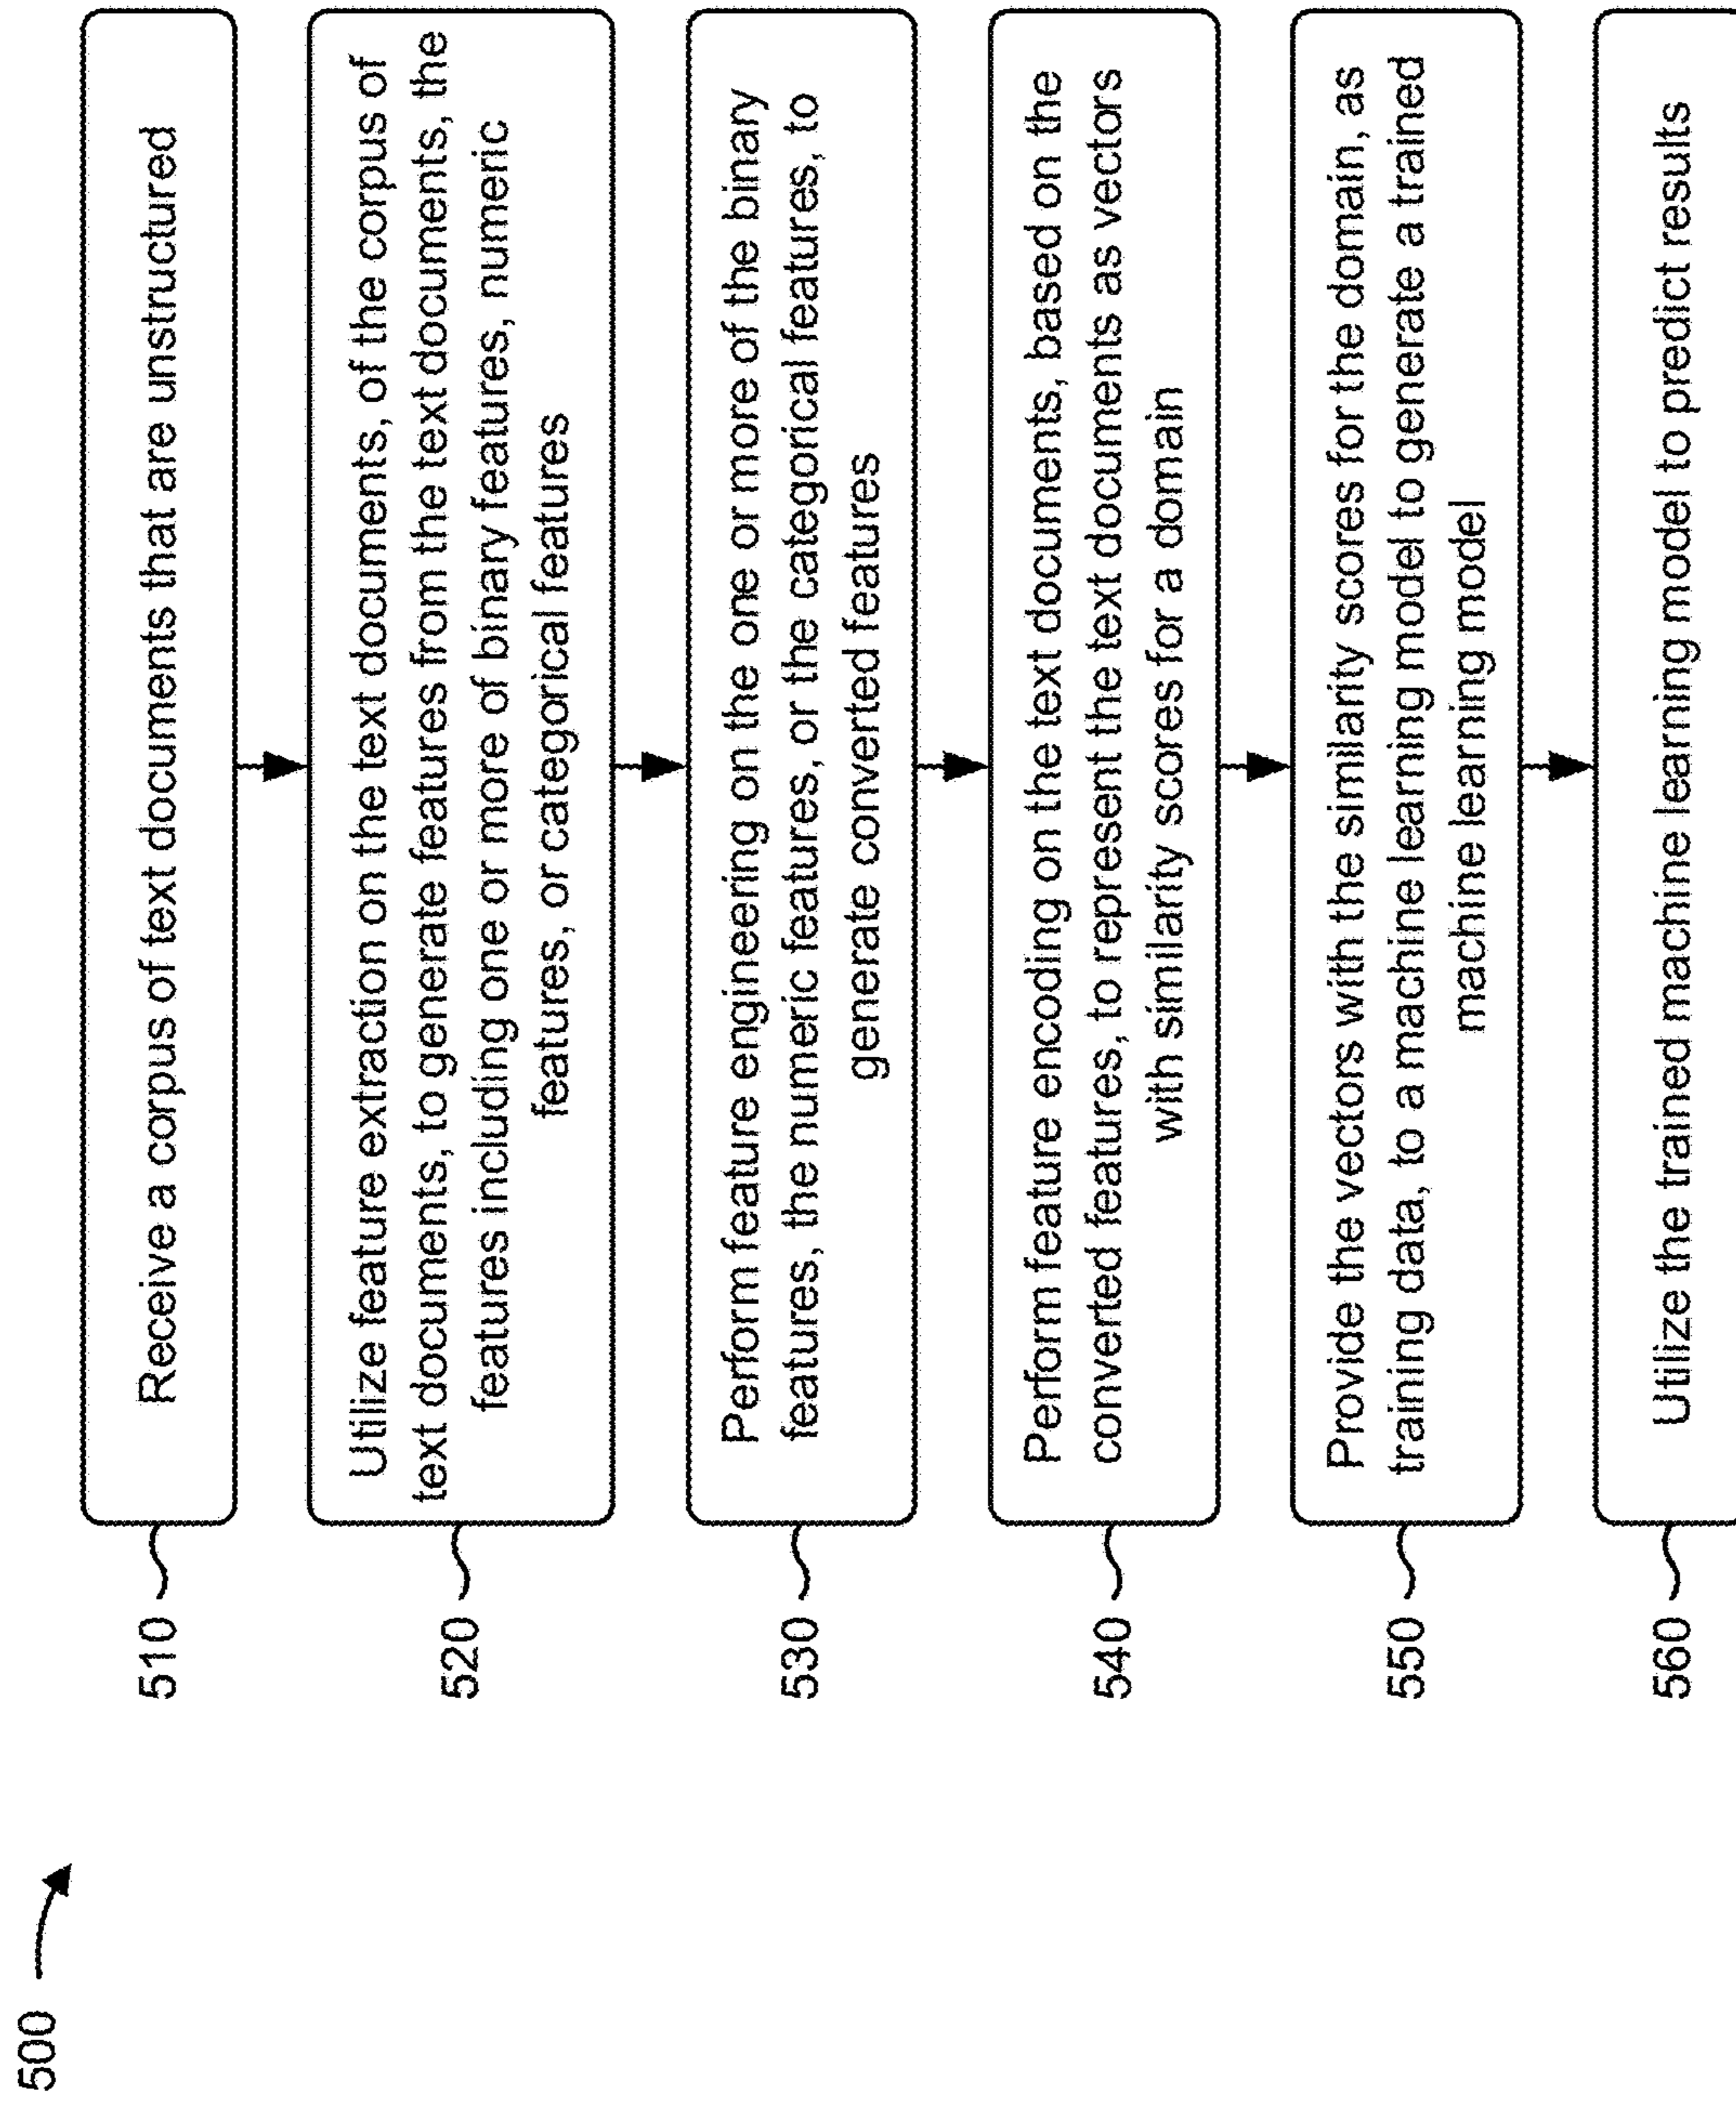 500
510
Receive a corpus of text documents that are unstructured
520
Utilize feature extraction on the text documents, of the corpus of
text documents, to generate features from the text documents, the
features including one or more of binary features, numeric
features, or categorical features
530
Perform feature engineering on the one or more of the binary
features, the numeric features, or the categorical features, to
generate converted features
540
Perform feature encoding on the text documents, based on the
converted features, to represent the text documents as vectors
with similarity scores for a domain
550
Provide the vectors with the similarity scores for the domain, as
training data, to a machine learning model to generate a trained
machine learning model
560
Utilize the trained machine learning model to predict results